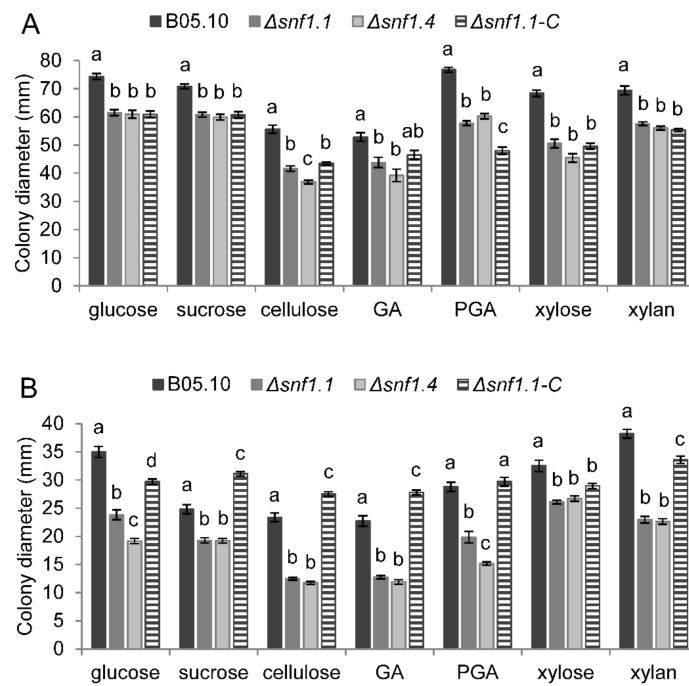 A
B05.10 Δsnf1.1 Δsnf1.4 Δsnf1.1-C
Colony diameter (mm)
80
70
60
50
40
30
20
10
0
a b b b a b b b a b c b a b b ab a b b c a b b b a b b b
glucose sucrose cellulose GA PGA xylose xylan
B
B05.10 Δsnf1.1 Δsnf1.4 Δsnf1.1-C
Colony diameter (mm)
40
35
30
25
20
15
10
5
0
a b c d a b b c a b b c a b b c a b c a a b b b a b b c
glucose sucrose cellulose GA PGA xylose xylan